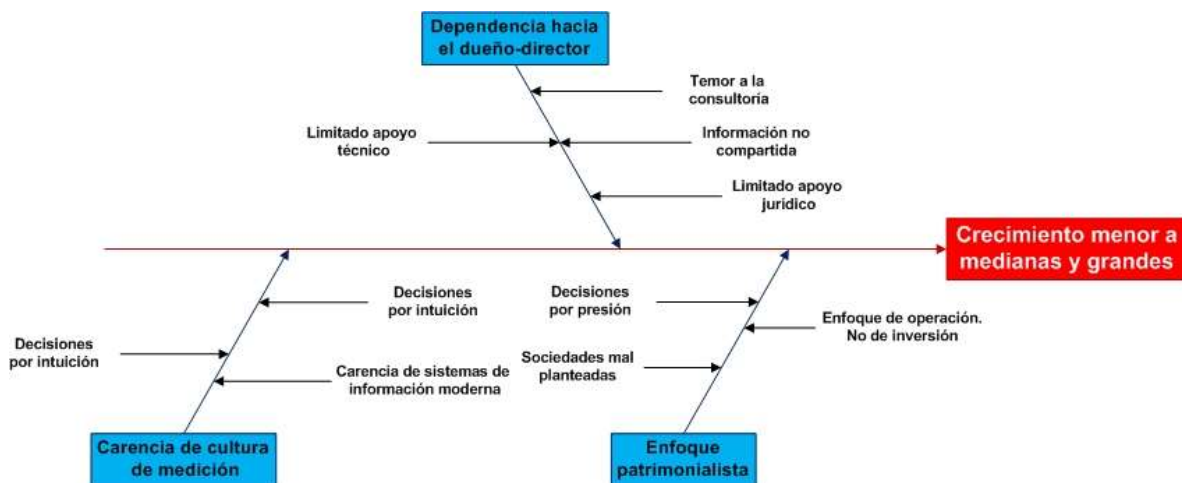 Dependencia hacia
el dueño-director
Temor a la
consultoría
Limitado apoyo
técnico
Información no
compartida
Limitado apoyo
jurídico
Crecimiento menor a
medianas y grandes
Decisiones
por intuición
Decisiones
por presión
Enfoque de operación.
No de inversión
Decisiones
por intuición
Carencia de sistemas de
información moderna
Sociedades mal
planteadas
Carencia de cultura
de medición
Enfoque
patrimonialista